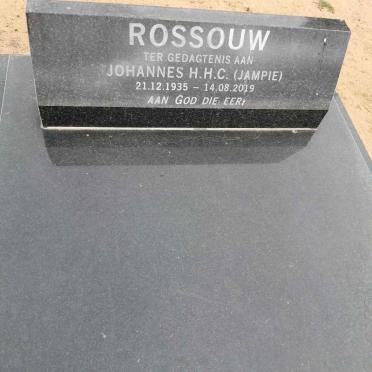 ROSSOUW
TER GEDAGTENIS AAN
JOHANNES H.H.C. (JAMPIE)
21.12.1935 – 14.08.2019
AAN GOD DIE EER!